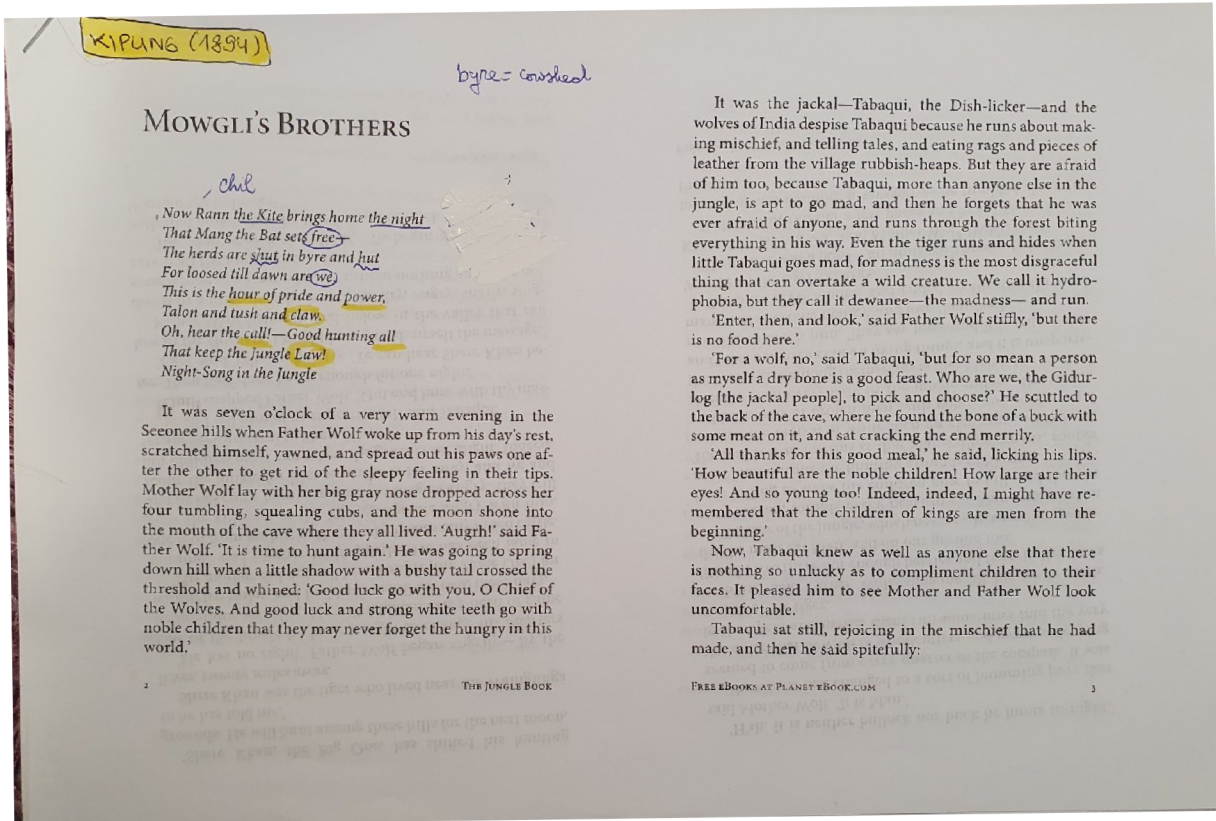 KIPLING (1894)
byre = cowshed
MOWGLI'S BROTHERS
, chil
Now Rann the Kite brings home the night
That Mang the Bat sets free—
The herds are shut in byre and hut
For loosed till dawn are we.
This is the hour of pride and power,
Talon and tush and claw.
Oh, hear the call!—Good hunting all
That keep the Jungle Law!
Night-Song in the Jungle
It was seven o'clock of a very warm evening in the
Seeonee hills when Father Wolf woke up from his day's rest,
scratched himself, yawned, and spread out his paws one af-
ter the other to get rid of the sleepy feeling in their tips.
Mother Wolf lay with her big gray nose dropped across her
four tumbling, squealing cubs, and the moon shone into
the mouth of the cave where they all lived. 'Augrh!' said Fa-
ther Wolf. 'It is time to hunt again.' He was going to spring
down hill when a little shadow with a bushy tail crossed the
threshold and whined: 'Good luck go with you, O Chief of
the Wolves. And good luck and strong white teeth go with
noble children that they may never forget the hungry in this
world.'
2 THE JUNGLE BOOK
It was the jackal—Tabaqui, the Dish-licker—and the
wolves of India despise Tabaqui because he runs about mak-
ing mischief, and telling tales, and eating rags and pieces of
leather from the village rubbish-heaps. But they are afraid
of him too, because Tabaqui, more than anyone else in the
jungle, is apt to go mad, and then he forgets that he was
ever afraid of anyone, and runs through the forest biting
everything in his way. Even the tiger runs and hides when
little Tabaqui goes mad, for madness is the most disgraceful
thing that can overtake a wild creature. We call it hydro-
phobia, but they call it dewanee—the madness— and run.
'Enter, then, and look,' said Father Wolf stiffly, 'but there
is no food here.'
'For a wolf, no,' said Tabaqui, 'but for so mean a person
as myself a dry bone is a good feast. Who are we, the Gidur-
log [the jackal people], to pick and choose?' He scuttled to
the back of the cave, where he found the bone of a buck with
some meat on it, and sat cracking the end merrily.
'All thanks for this good meal,' he said, licking his lips.
'How beautiful are the noble children! How large are their
eyes! And so young too! Indeed, indeed, I might have re-
membered that the children of kings are men from the
beginning.'
Now, Tabaqui knew as well as anyone else that there
is nothing so unlucky as to compliment children to their
faces. It pleased him to see Mother and Father Wolf look
uncomfortable.
Tabaqui sat still, rejoicing in the mischief that he had
made, and then he said spitefully:
FREE EBOOKS AT PLANET EBOOK.COM 3